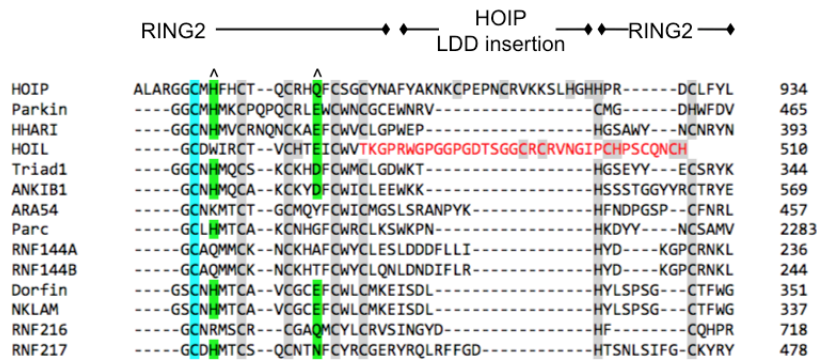 RING2 HOIP LDD insertion RING2
^ ^
HOIP ALARGGCMHFHCT--QCRHQFCSGCYNAFYAKNKCPEPNCRVKKSLHGHHPR------DCLFYL 934
Parkin -----GGCMHMKCPQPQCRLEWCWNCGCEWNRV--------------------CMG---DHWFDV 465
HHARI -----GGCNHMVCRNQNCKAEFCWVCLGPWEP---------------------HGSAWY---NCNRYN 393
HOIL -----GCDWIRCT--VCHTEICWVTKGPRWGPGGPGDTSGGCRCRVNGIPCHPSCQNCH 510
Triad1 -----GGCNHMQCS--KCKHDFCWMCLGDWKT---------------------HGSEYY---ECSRYK 344
ANKIB1 -----GGCNHMQCA--CKYDFCWICLEEWKK---------------------HSSSTGGYYRCTRYE 569
ARA54 -----GCNKMTCT--GCMQYFCWICMGSLSRANPYK-----------------HFNDPGSP--CFNRL 457
Parc -----GCLHMTCA--KCNHGFCWRCLKSWKPN---------------------HKDYY---NCSAMV 2283
RNF144A -----GCAQMMCK--NCKHAFCWYCLESLDDDFLLI-----------------HYD---KGPCRNKL 236
RNF144B -----GCAQMMCK--NCKHTFCWYCLQNLDNDIFLR-----------------HYD---KGPCRNKL 244
Dorfin -----GSCNHMTCA--VCGCEFCWLCMKEISDL--------------------HYLSPSG---CTFWG 351
NKLAM -----GSCNHMTCA--VCGCEFCWLCMKEISDL--------------------HYLSPSG---CTFWG 337
RNF216 -----GCNRMSCR---CGAQMCYLCRVSINGYD--------------------HF------CQHPR 718
RNF217 -----GCDHMTCS--QCNTNFCYRCGERYRQLRFFGD----------------HTSNLSIFG-CKYRY 478